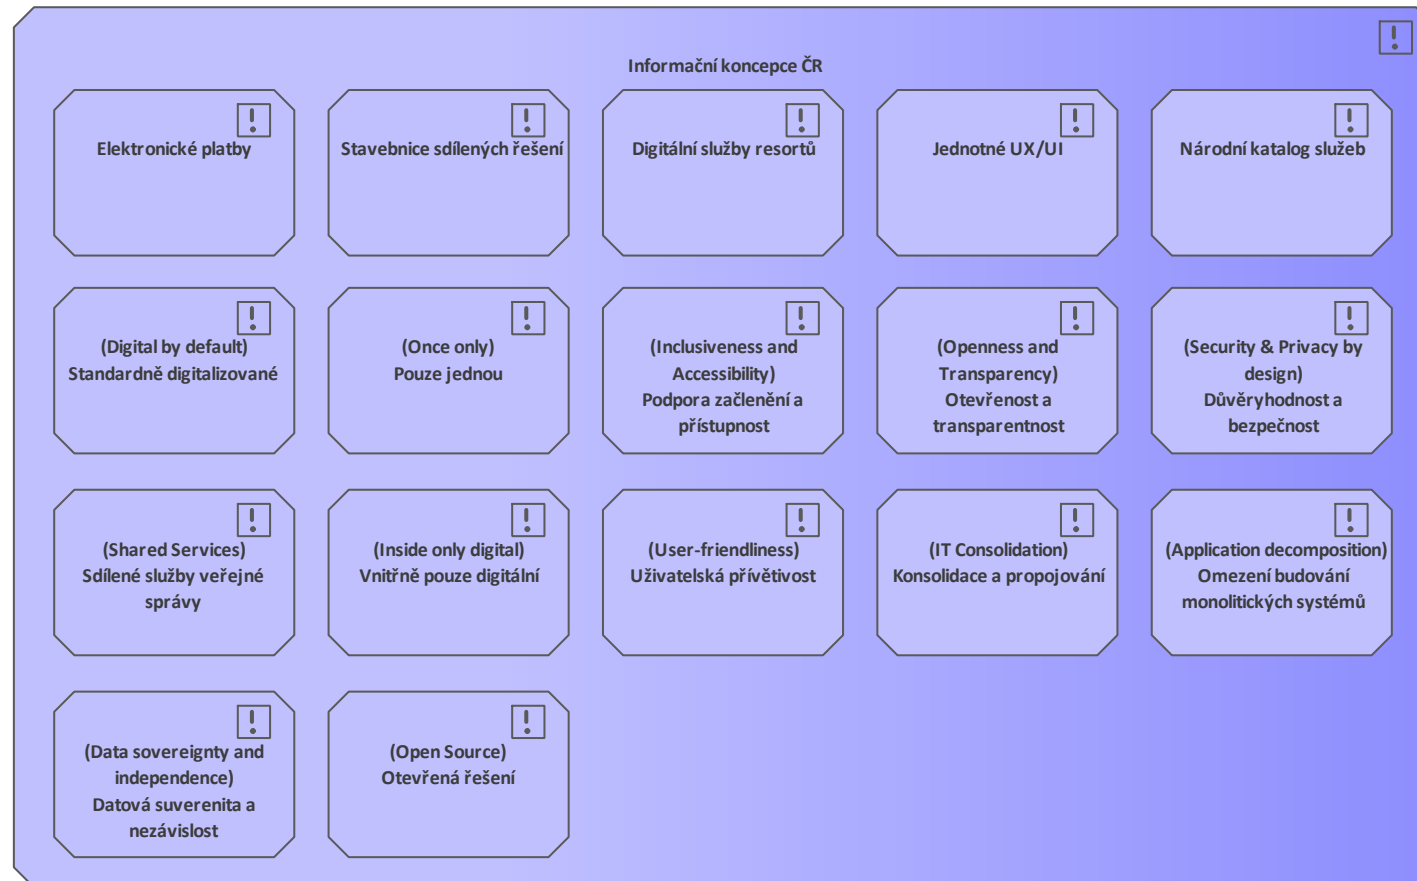 Informační koncepce ČR
Elektronické platby
Stavebnice sdílených řešení
Digitální služby resortů
Jednotné UX/UI
Národní katalog služeb
(Digital by default)
Standardně digitalizované
(Once only)
Pouze jednou
(Inclusiveness and
Accessibility)
Podpora začlenění a
přístupnost
(Openness and
Transparency)
Otevřenost a
transparentnost
(Security & Privacy by
design)
Důvěryhodnost a
bezpečnost
(Shared Services)
Sdílené služby veřejné
správy
(Inside only digital)
Vnitřně pouze digitální
(User-friendliness)
Uživatelská přívětivost
(IT Consolidation)
Konsolidace a propojování
(Application decomposition)
Omezení budování
monolitických systémů
(Data sovereignty and
independence)
Datová suverenita a
nezávislost
(Open Source)
Otevřená řešení